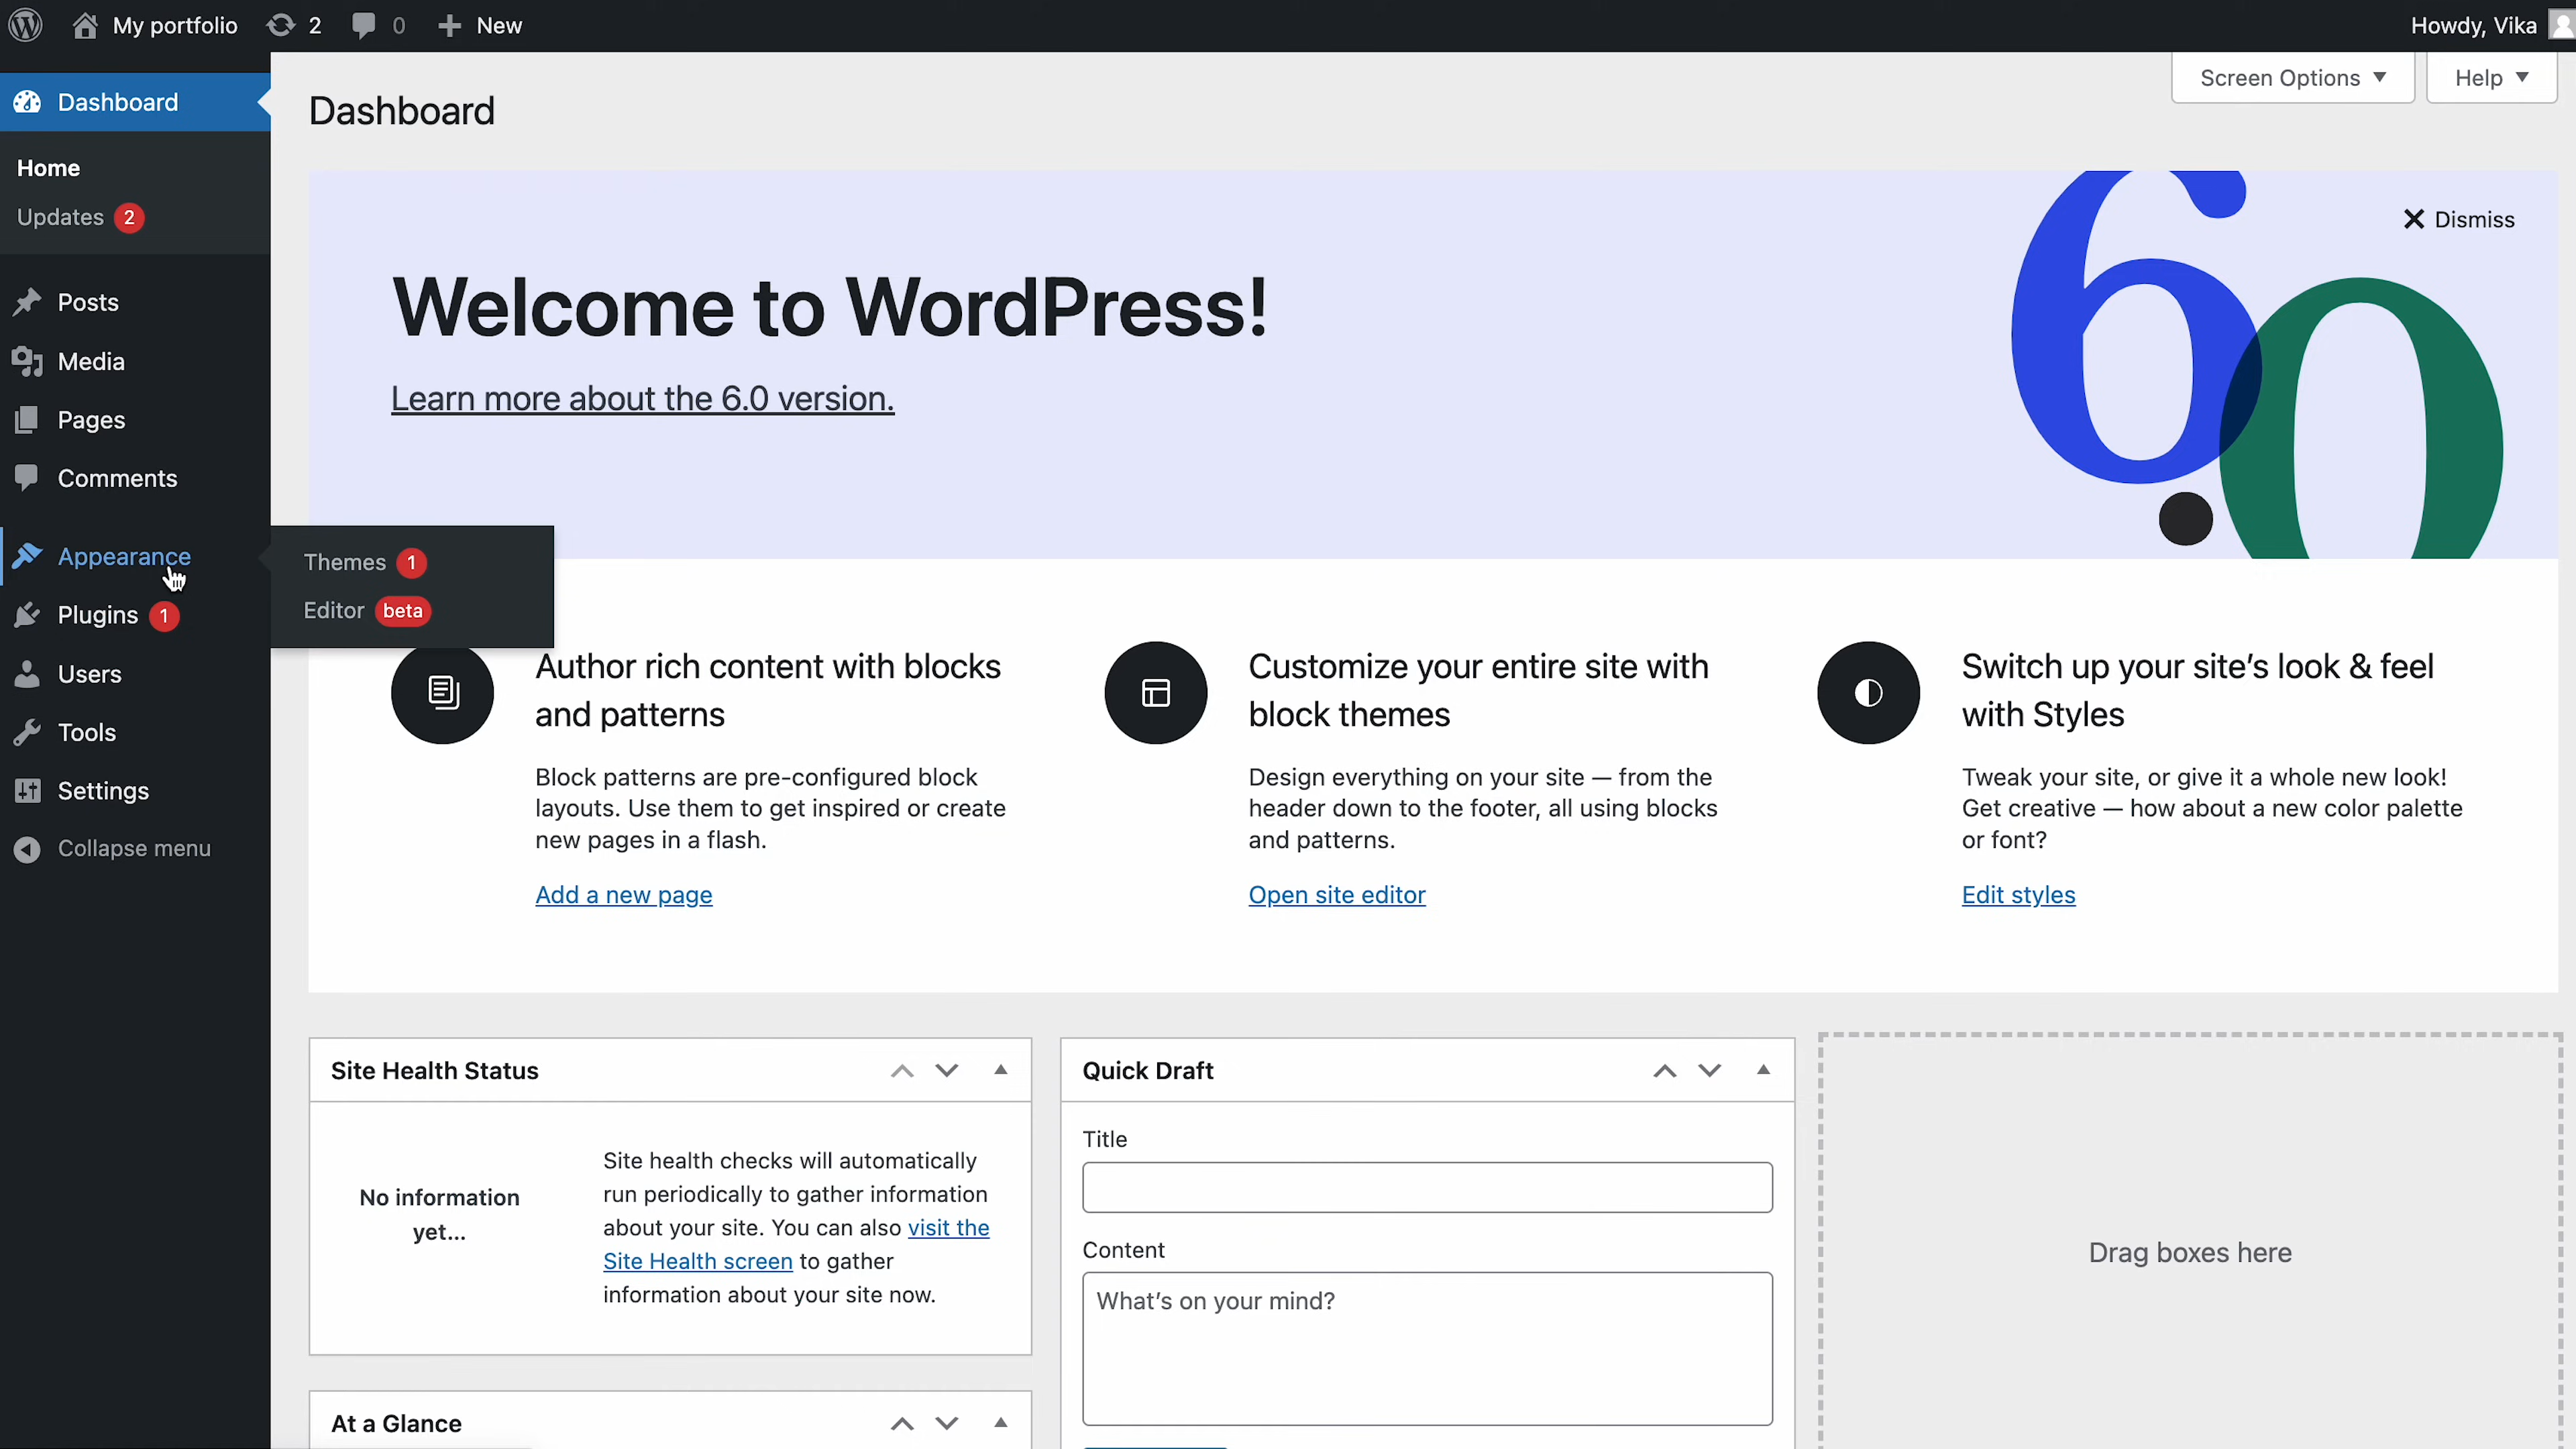 My portfolio 2 0 New Howdy, Vika
Dashboard
Home
Updates 2
Posts
Media
Pages
Comments
Appearance
Plugins 1
Users
Tools
Settings
Collapse menu
Themes 1
Editor beta
Screen Options Help
Dashboard
Dismiss
Welcome to WordPress!
Learn more about the 6.0 version.
6.0
Author rich content with blocks
and patterns
Block patterns are pre-configured block
layouts. Use them to get inspired or create
new pages in a flash.
Add a new page
Customize your entire site with
block themes
Design everything on your site — from the
header down to the footer, all using blocks
and patterns.
Open site editor
Switch up your site's look & feel
with Styles
Tweak your site, or give it a whole new look!
Get creative — how about a new color palette
or font?
Edit styles
Site Health Status
No information
yet...
Site health checks will automatically
run periodically to gather information
about your site. You can also visit the
Site Health screen to gather
information about your site now.
At a Glance
Quick Draft
Title
Content
What's on your mind?
Drag boxes here